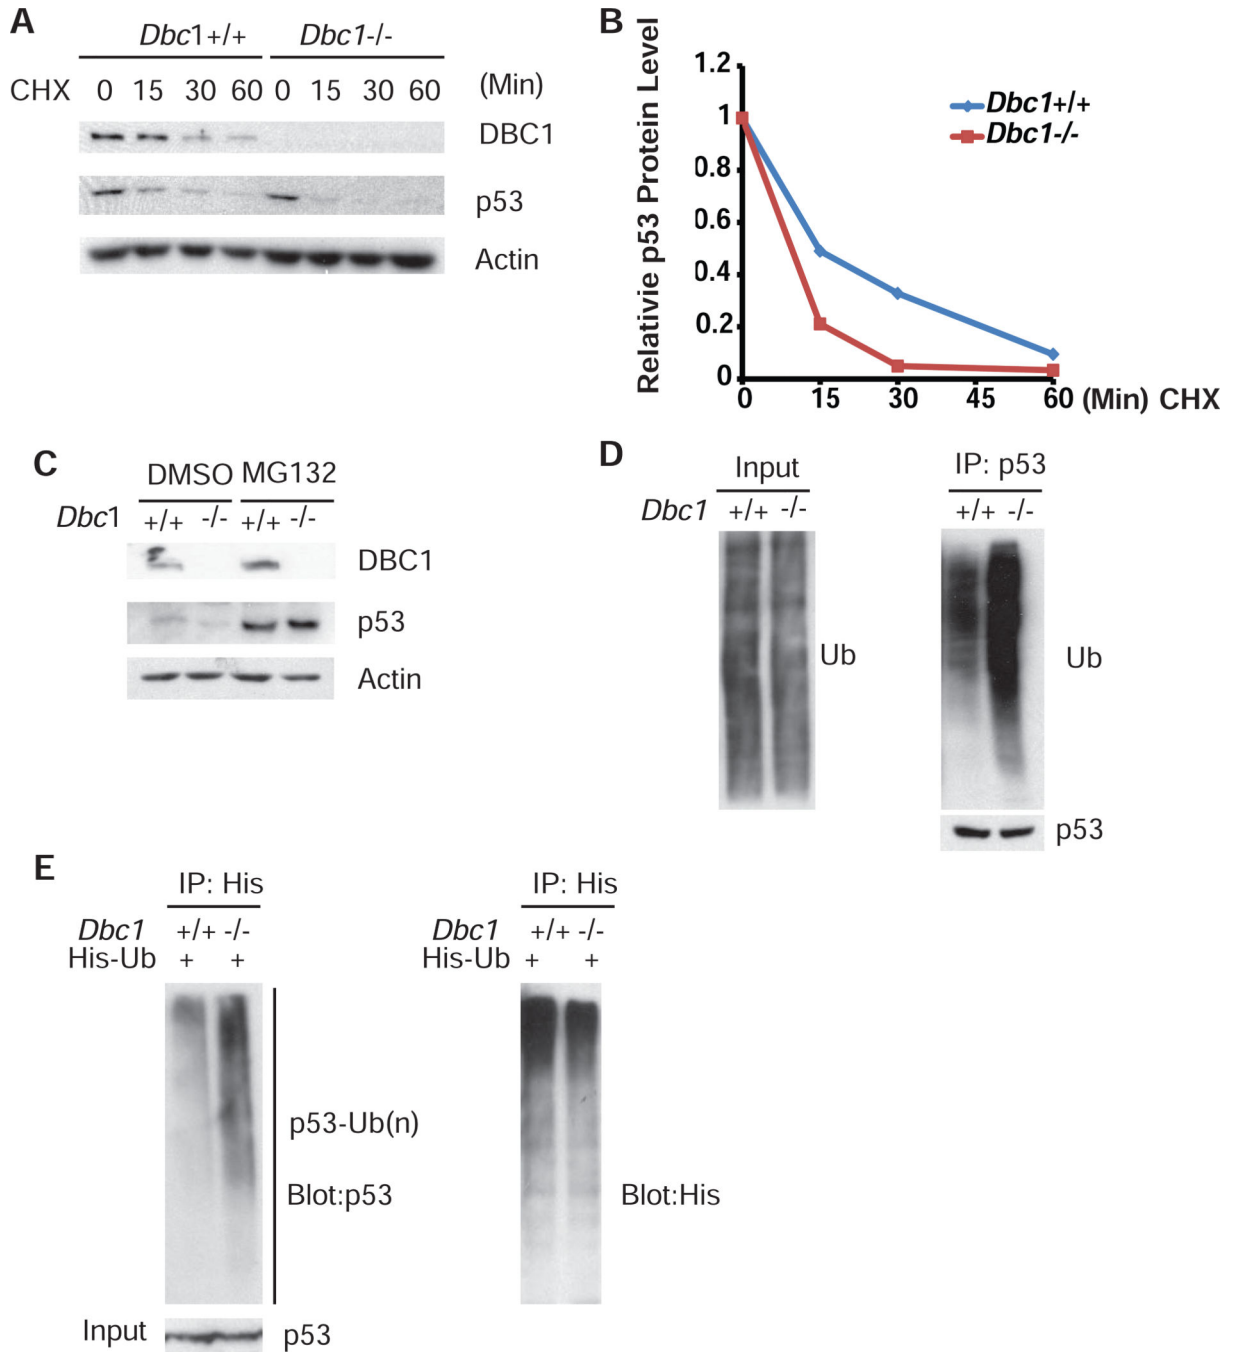 A
Dbc1+/+ Dbc1-/-
CHX 0 15 30 60 0 15 30 60 (Min)
DBC1
p53
Actin
B
Relativie p53 Protein Level
1.2
1
0.8
0.6
0.4
0.2
0
0 15 30 45 60 (Min) CHX
Dbc1+/+
Dbc1-/-
C
DMSO MG132
Dbc1 +/+ -/- +/+ -/-
DBC1
p53
Actin
D
Input IP: p53
Dbc1 +/+ -/- +/+ -/-
Ub Ub
p53
E
IP: His IP: His
Dbc1 +/+ -/- Dbc1 +/+ -/-
His-Ub + + His-Ub + +
p53-Ub(n)
Blot:p53 Blot:His
Input p53